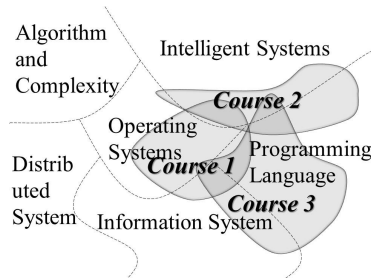 Algorithm
and
Complexity
Intelligent Systems
Course 2
Operating
Systems
Programming
Language
Course 1
Distrib
uted
System
Course 3
Information System